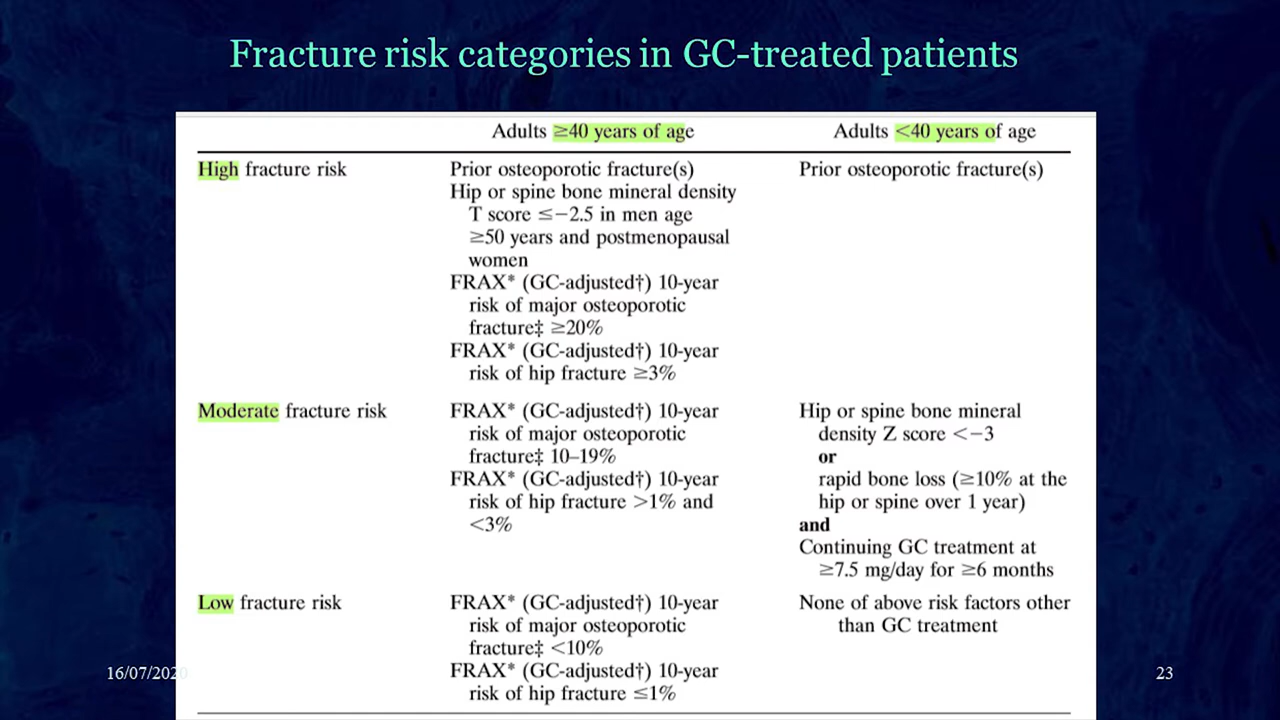 Fracture risk categories in GC-treated patients
Adults ≥40 years of age
Adults <40 years of age
High fracture risk
Prior osteoporotic fracture(s)
Hip or spine bone mineral density
T score ≤−2.5 in men age
≥50 years and postmenopausal
women
FRAX* (GC-adjusted†) 10-year
risk of major osteoporotic
fracture‡ ≥20%
FRAX* (GC-adjusted†) 10-year
risk of hip fracture ≥3%
Prior osteoporotic fracture(s)
Moderate fracture risk
FRAX* (GC-adjusted†) 10-year
risk of major osteoporotic
fracture‡ 10–19%
FRAX* (GC-adjusted†) 10-year
risk of hip fracture >1% and
<3%
Hip or spine bone mineral
density Z score <−3
or
rapid bone loss (≥10% at the
hip or spine over 1 year)
and
Continuing GC treatment at
≥7.5 mg/day for ≥6 months
Low fracture risk
FRAX* (GC-adjusted†) 10-year
risk of major osteoporotic
fracture‡ <10%
FRAX* (GC-adjusted†) 10-year
risk of hip fracture ≤1%
None of above risk factors other
than GC treatment
16/07/2020
23